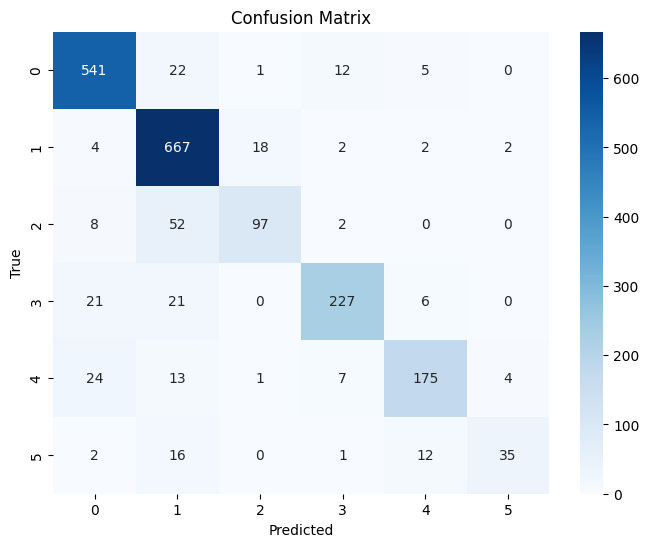 Confusion Matrix
0 541 22 1 12 5 0
1 4 667 18 2 2 2
2 8 52 97 2 0 0
3 21 21 0 227 6 0
4 24 13 1 7 175 4
5 2 16 0 1 12 35
0 1 2 3 4 5
True
Predicted
600
500
400
300
200
100
0